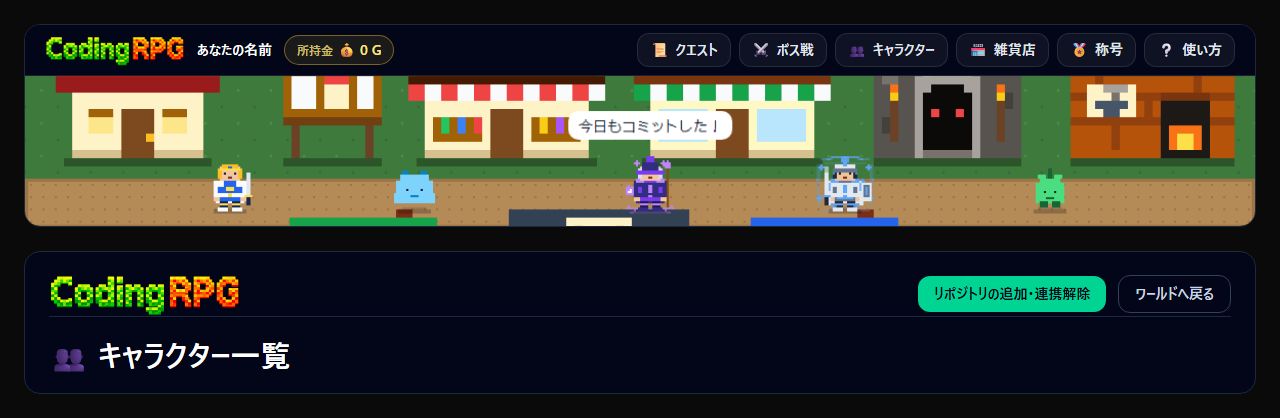 CodingRPG あなたの名前 所持金 0 G クエスト ボス戦 キャラクター 雑貨店 称号 ? 使い方
今日もコミットした！
CodingRPG リポジトリの追加・連携解除 ワールドへ戻る
キャラクター一覧